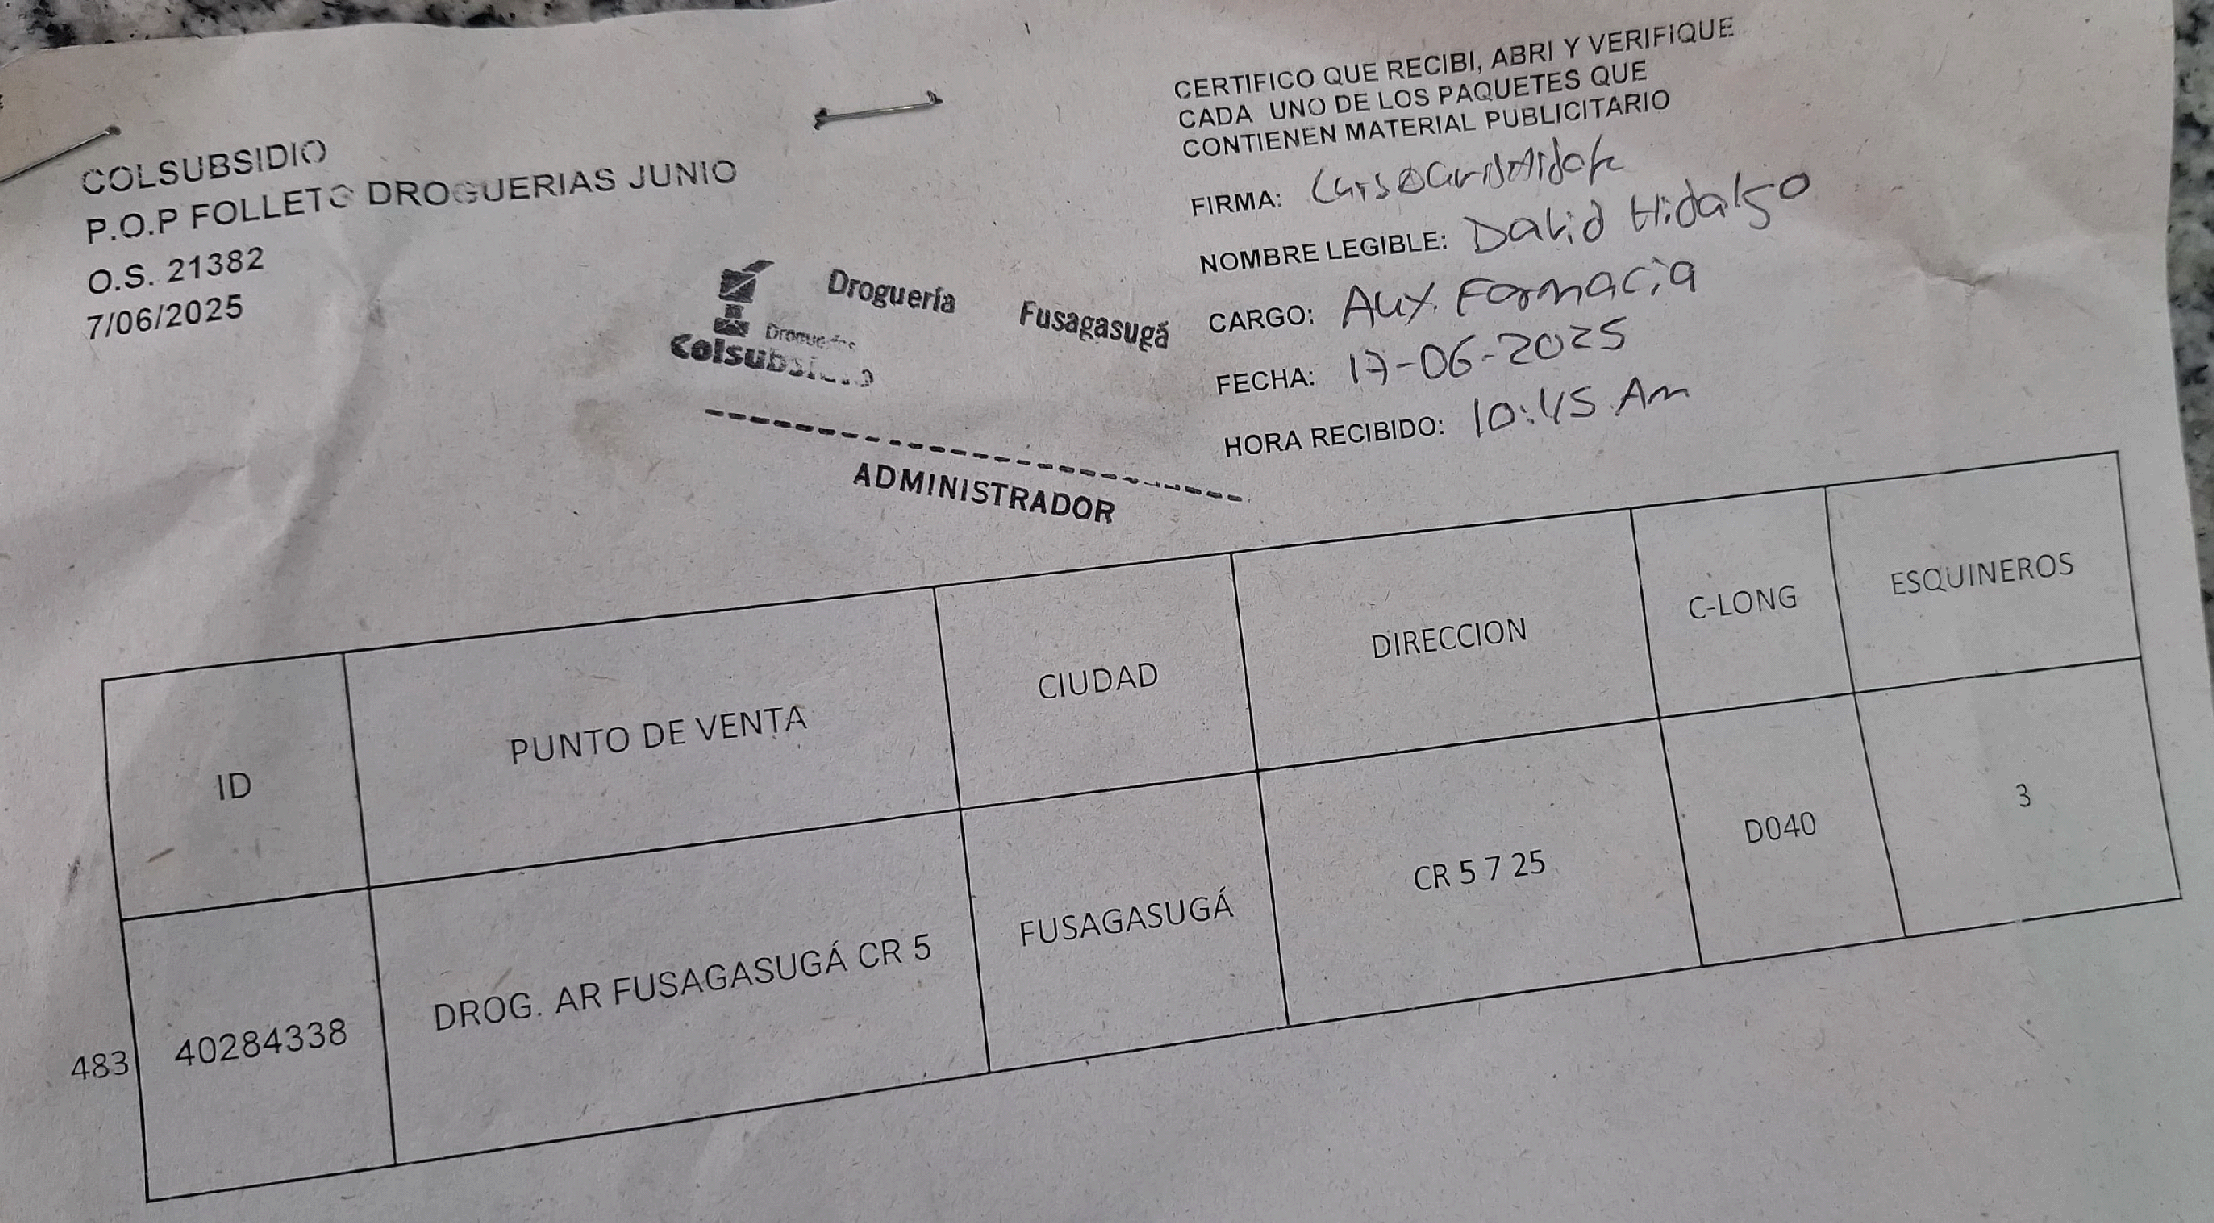 COLSUBSIDIO
P.O.P FOLLETO DROGUERIAS JUNIO
O.S. 21382
7/06/2025
CERTIFICO QUE RECIBI, ABRI Y VERIFIQUE
CADA UNO DE LOS PAQUETES QUE
CONTIENEN MATERIAL PUBLICITARIO
FIRMA:
NOMBRE LEGIBLE: David Hidalgo
CARGO: Aux. Farmacia
FECHA: 17-06-2025
HORA RECIBIDO: 10:45 Am
Droguería Fusagasugá
Droguerías
Colsubsidio
ADMINISTRADOR
ID PUNTO DE VENTA CIUDAD DIRECCION C-LONG ESQUINEROS
483 40284338 DROG. AR FUSAGASUGÁ CR 5 FUSAGASUGÁ CR 5 7 25 D040 3